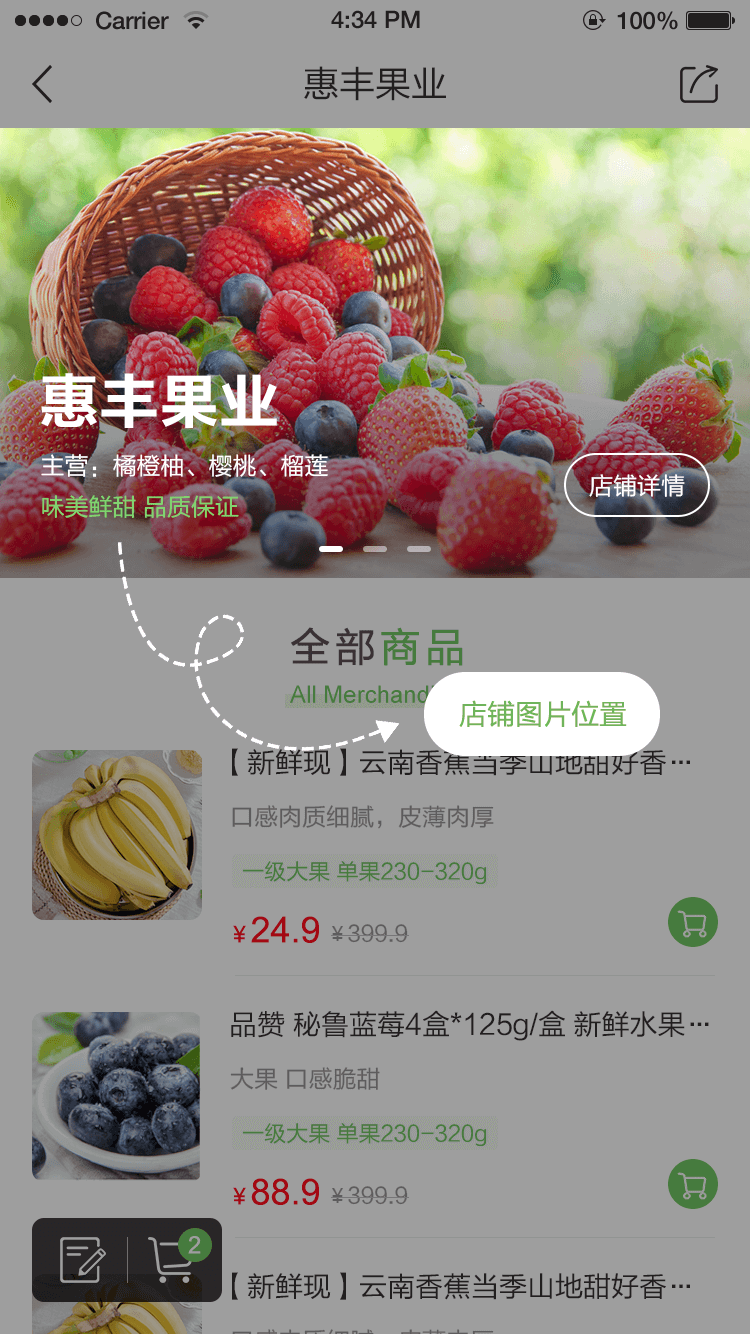 Carrier 4:34 PM 100%
惠丰果业
惠丰果业
主营：橘橙柚、樱桃、榴莲
味美鲜甜 品质保证
店铺详情
全部商品
All Merchand
店铺图片位置
【新鲜现】云南香蕉当季山地甜好香…
口感肉质细腻，皮薄肉厚
一级大果 单果230-320g
¥24.9 ¥399.9
品赞 秘鲁蓝莓4盒*125g/盒 新鲜水果…
大果 口感脆甜
一级大果 单果230-320g
¥88.9 ¥399.9
2
【新鲜现】云南香蕉当季山地甜好香…